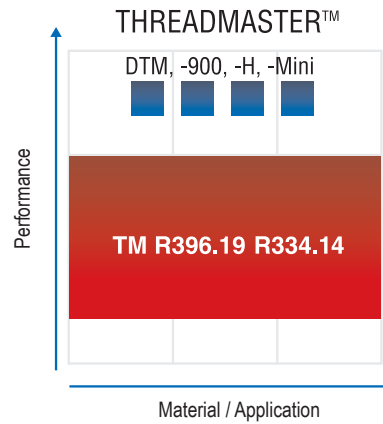 THREADMASTER™
DTM, -900, -H, -Mini
Performance
TM R396.19 R334.14
Material / Application